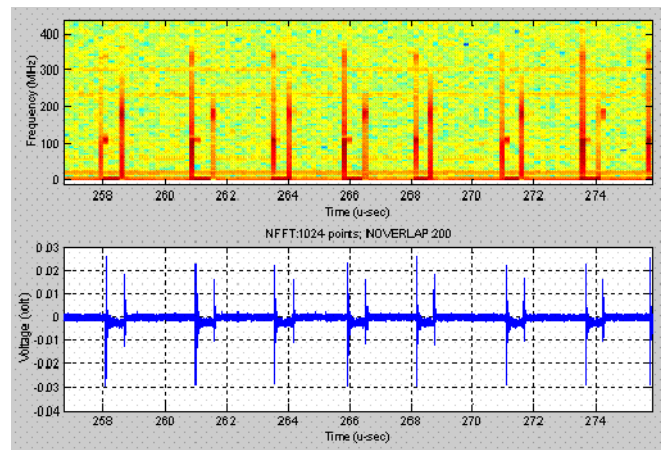 400
300
200
100
0
Frequency (MHz)
258 260 262 264 266 268 270 272 274
Time (u-sec)
NFFT:1024 points; NOVERLAP:200
0.03
0.02
0.01
0
-0.01
-0.02
-0.03
-0.04
Voltage (volt)
258 260 262 264 266 268 270 272 274
Time (u-sec)